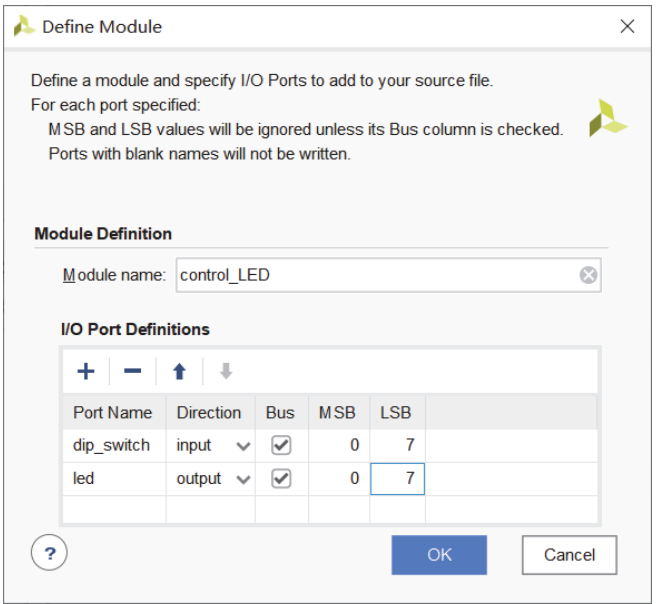 Define Module
Define a module and specify I/O Ports to add to your source file.
For each port specified:
MSB and LSB values will be ignored unless its Bus column is checked.
Ports with blank names will not be written.
Module Definition
Module name: control_LED
I/O Port Definitions
Port Name Direction Bus MSB LSB
dip_switch input 0 7
led output 0 7
? OK Cancel